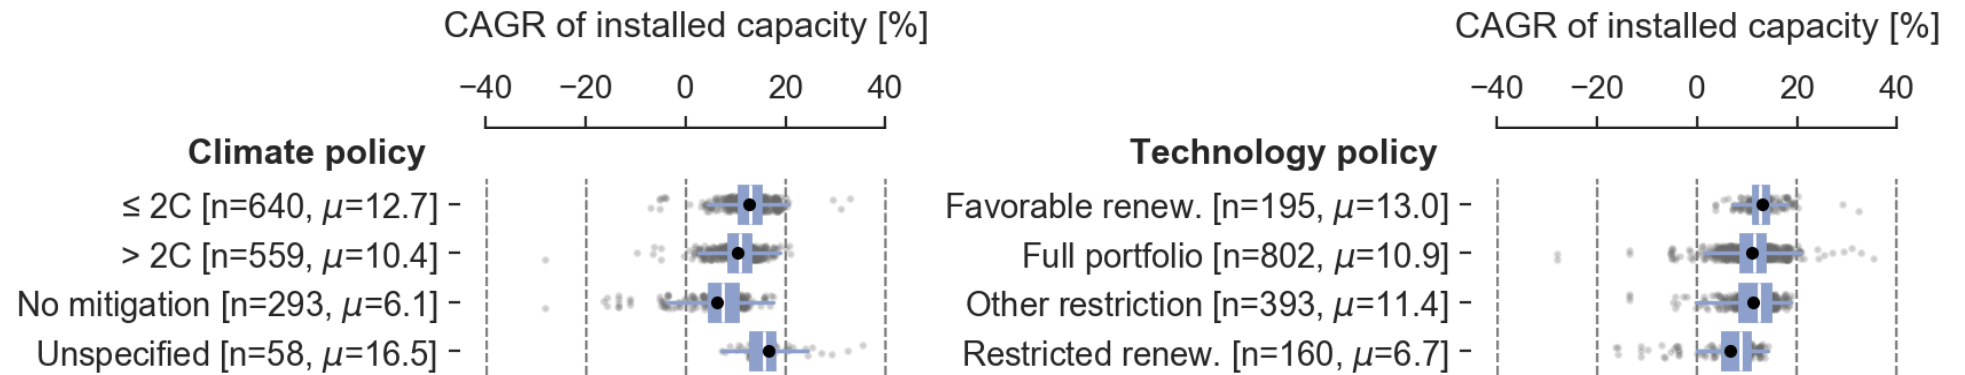 CAGR of installed capacity [%]
−40 −20 0 20 40
Climate policy
≤ 2C [n=640, μ=12.7]
> 2C [n=559, μ=10.4]
No mitigation [n=293, μ=6.1]
Unspecified [n=58, μ=16.5]
CAGR of installed capacity [%]
−40 −20 0 20 40
Technology policy
Favorable renew. [n=195, μ=13.0]
Full portfolio [n=802, μ=10.9]
Other restriction [n=393, μ=11.4]
Restricted renew. [n=160, μ=6.7]